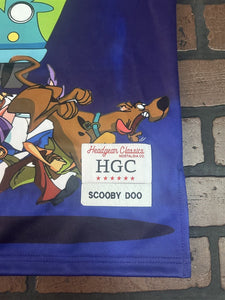 Headgear Classics
NOSTALGIA CO.
HGC
SCOOBY DOO